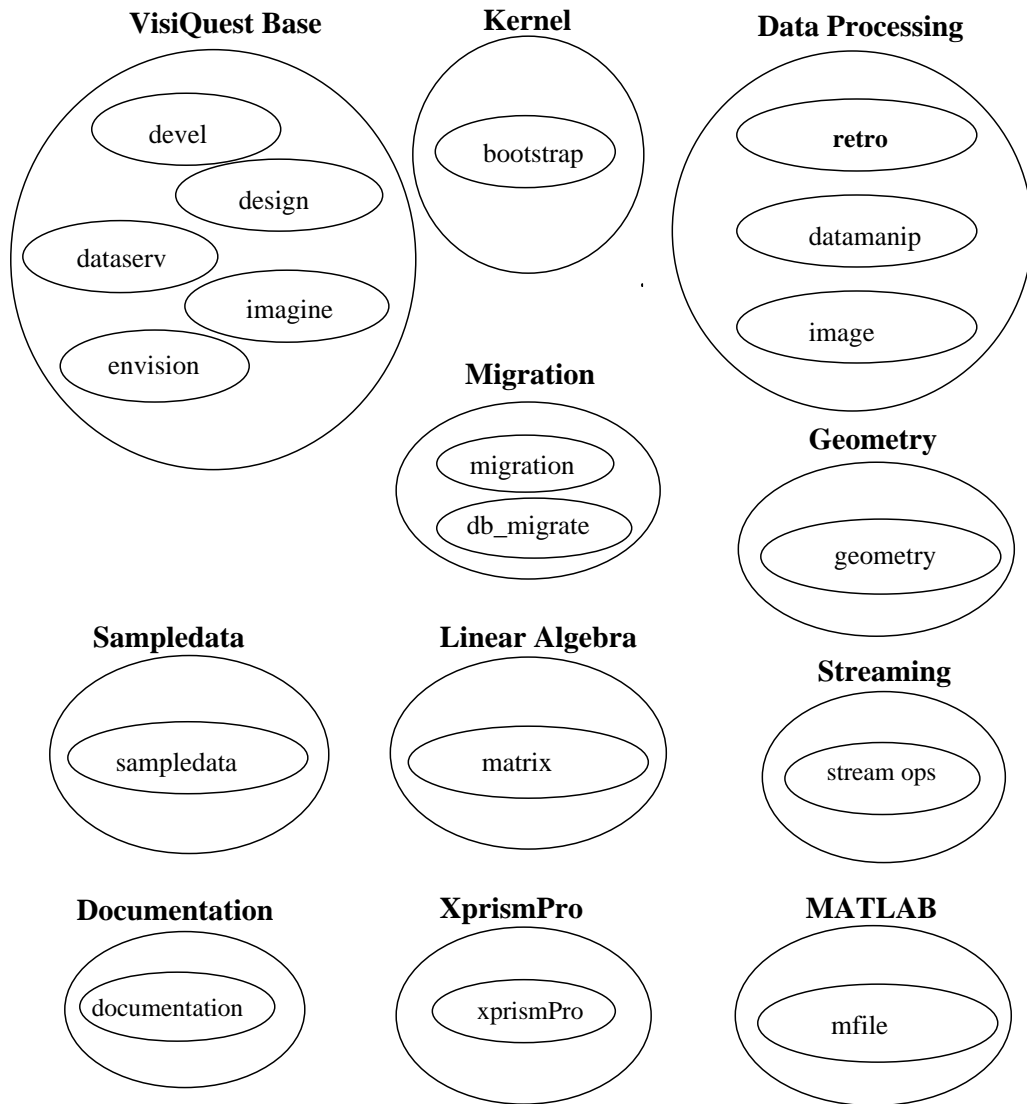 VisiQuest Base
devel
design
dataserv
imagine
envision
Kernel
bootstrap
Data Processing
retro
datamanip
image
Migration
migration
db_migrate
Geometry
geometry
Sampledata
sampledata
Linear Algebra
matrix
Streaming
stream ops
Documentation
documentation
XprismPro
xprismPro
MATLAB
mfile